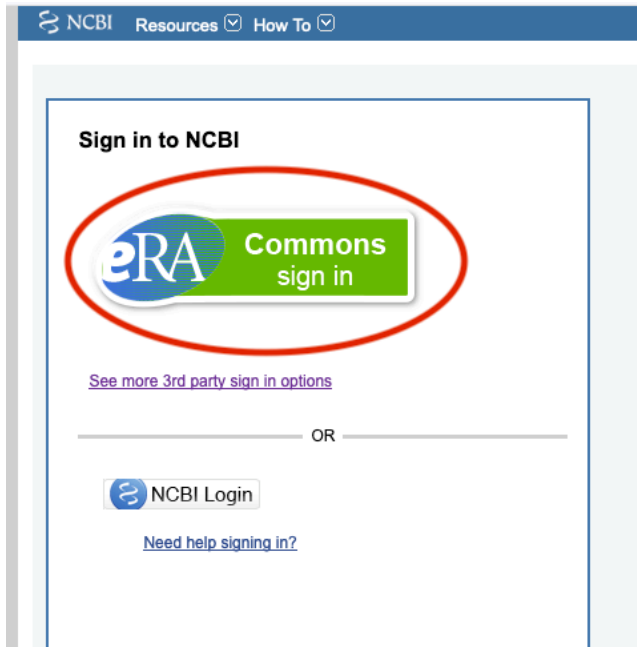 NCBI Resources How To
Sign in to NCBI
eRA Commons
sign in
See more 3rd party sign in options
OR
NCBI Login
Need help signing in?